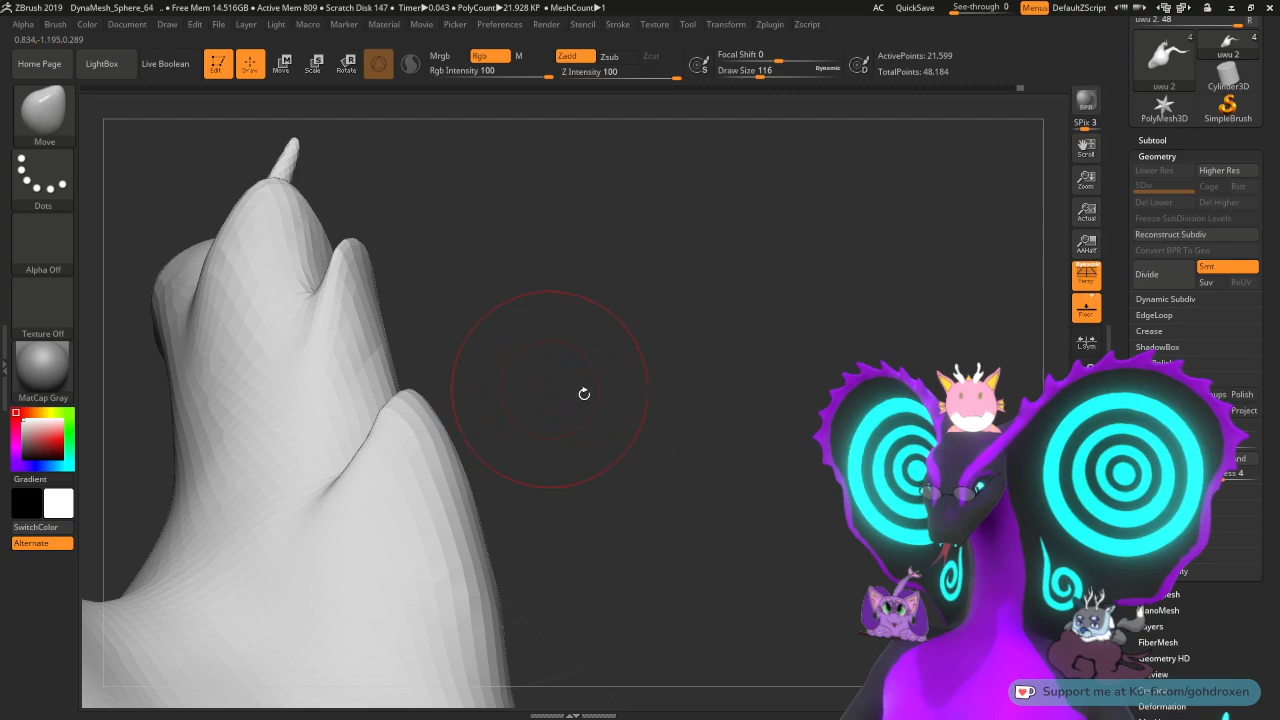 ZBrush 2019 DynaMesh_Sphere_64 .. • Free Mem 14.516GB • Active Mem 809 • Scratch Disk 147 • Timer▶0.043 • PolyCount▶21.928 KP • MeshCount▶1 AC QuickSave See-through 0 Menus DefaultZScript
Alpha Brush Color Document Draw Edit File Layer Light Macro Marker Material Movie Picker Preferences Render Stencil Stroke Texture Tool Transform Zplugin Zscript
0.834,-1.195,0.289
Home Page LightBox Live Boolean Edit Draw Move Scale Rotate
Mrgb Rgb M Zadd Zsub Zcut
Rgb Intensity 100 Z Intensity 100
Focal Shift 0
Draw Size 116 Dynamic
ActivePoints: 21,599
TotalPoints: 48,184
Move
Dots
Alpha Off
Texture Off
MatCap Gray
Gradient
SwitchColor
Alternate
BPR
SPix 3
Scroll
Zoom
Actual
AAHalf
Dynamic
Persp
Floor
L.Sym
uwu 2. 48 R
4 4
uwu 2
uwu 2 Cylinder3D
PolyMesh3D SimpleBrush
Subtool
Geometry
Lower Res Higher Res
SDiv Cage Rstr
Del Lower Del Higher
Freeze SubDivision Levels
Reconstruct Subdiv
Convert BPR To Geo
Divide Smt
Suv ReUV
Dynamic Subdiv
EdgeLoop
Crease
ShadowBox
Polish
Project
FiberMesh
Geometry HD
Deformation
Support me at Ko-fi.com/gohdroxen